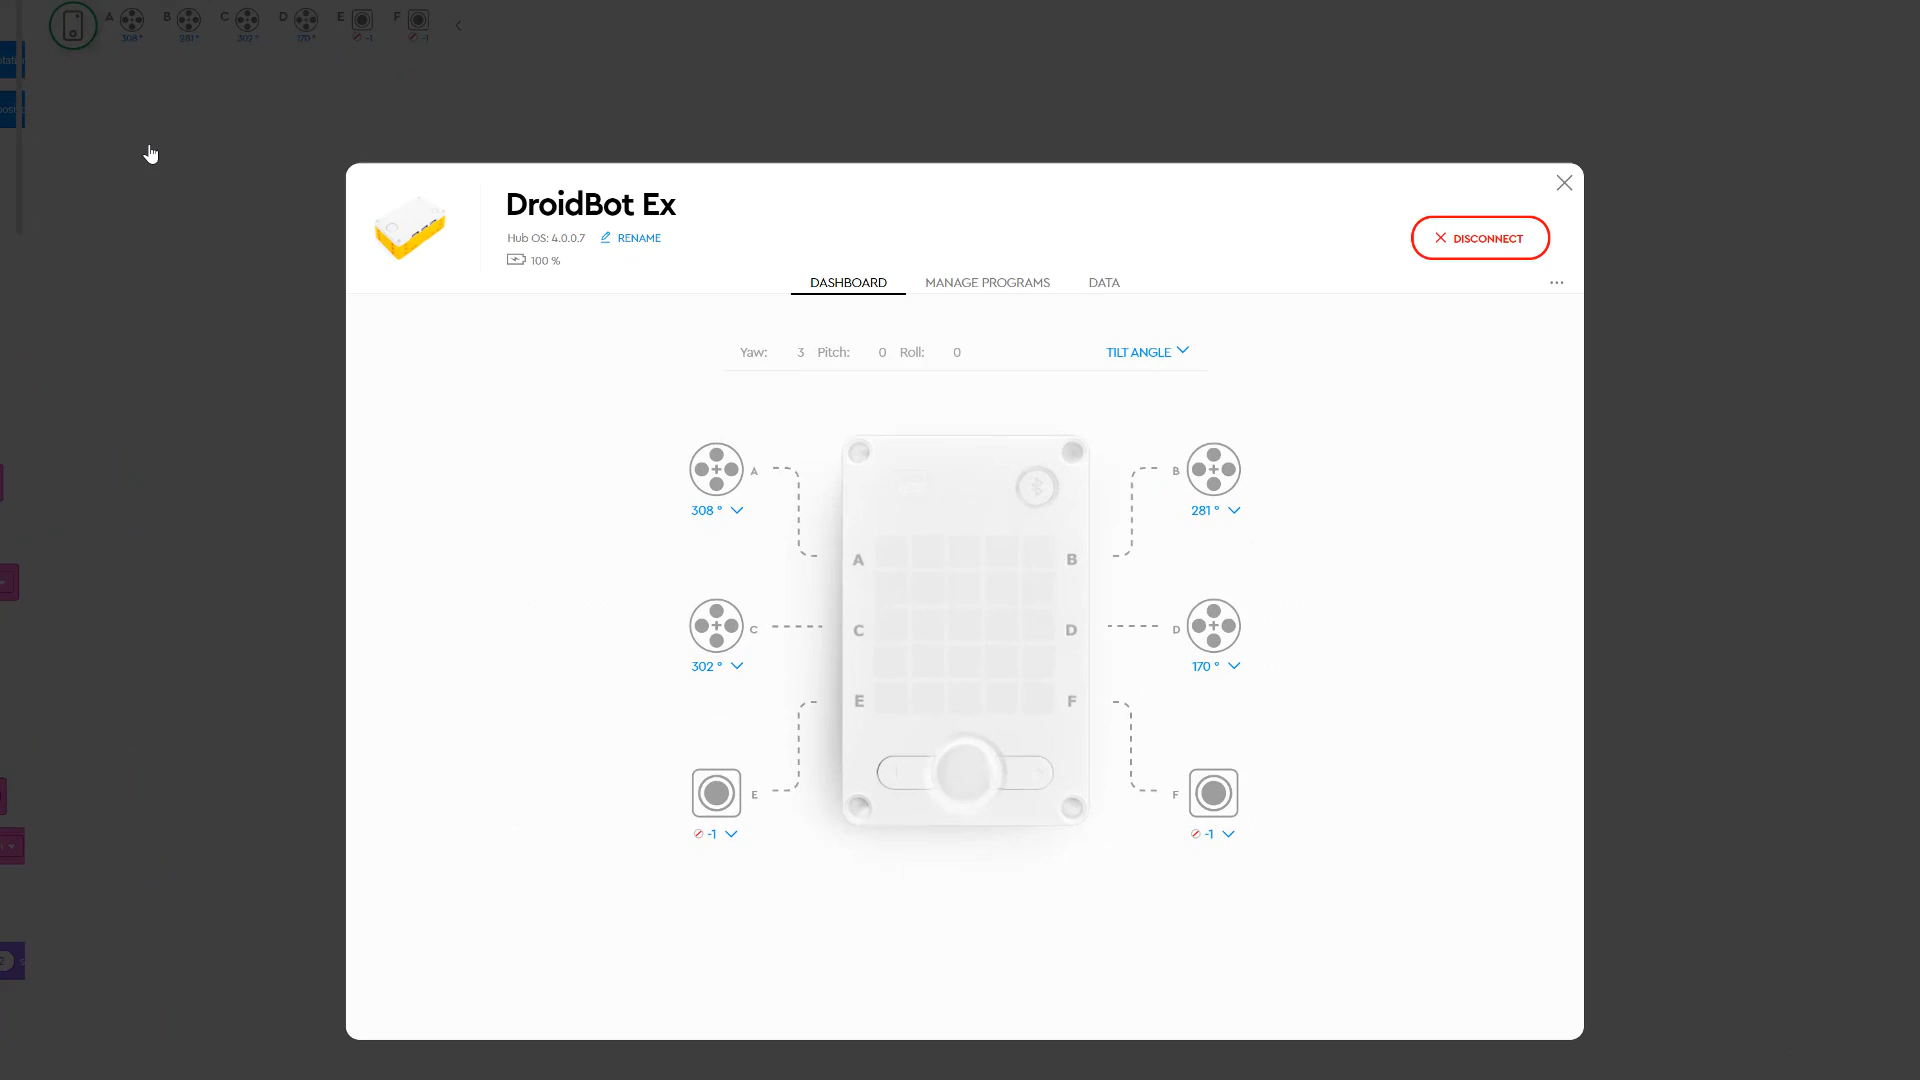 A B C D E F
308 ° 281 ° 302 ° 170 ° -1 -1
DroidBot Ex
Hub OS: 4.0.0.7 RENAME
100 %
DISCONNECT
DASHBOARD MANAGE PROGRAMS DATA
...
Yaw: 3 Pitch: 0 Roll: 0 TILT ANGLE
A B
308 ° 281 °
A B
C C D D
302 ° 170 °
E F
E F
-1 -1
2